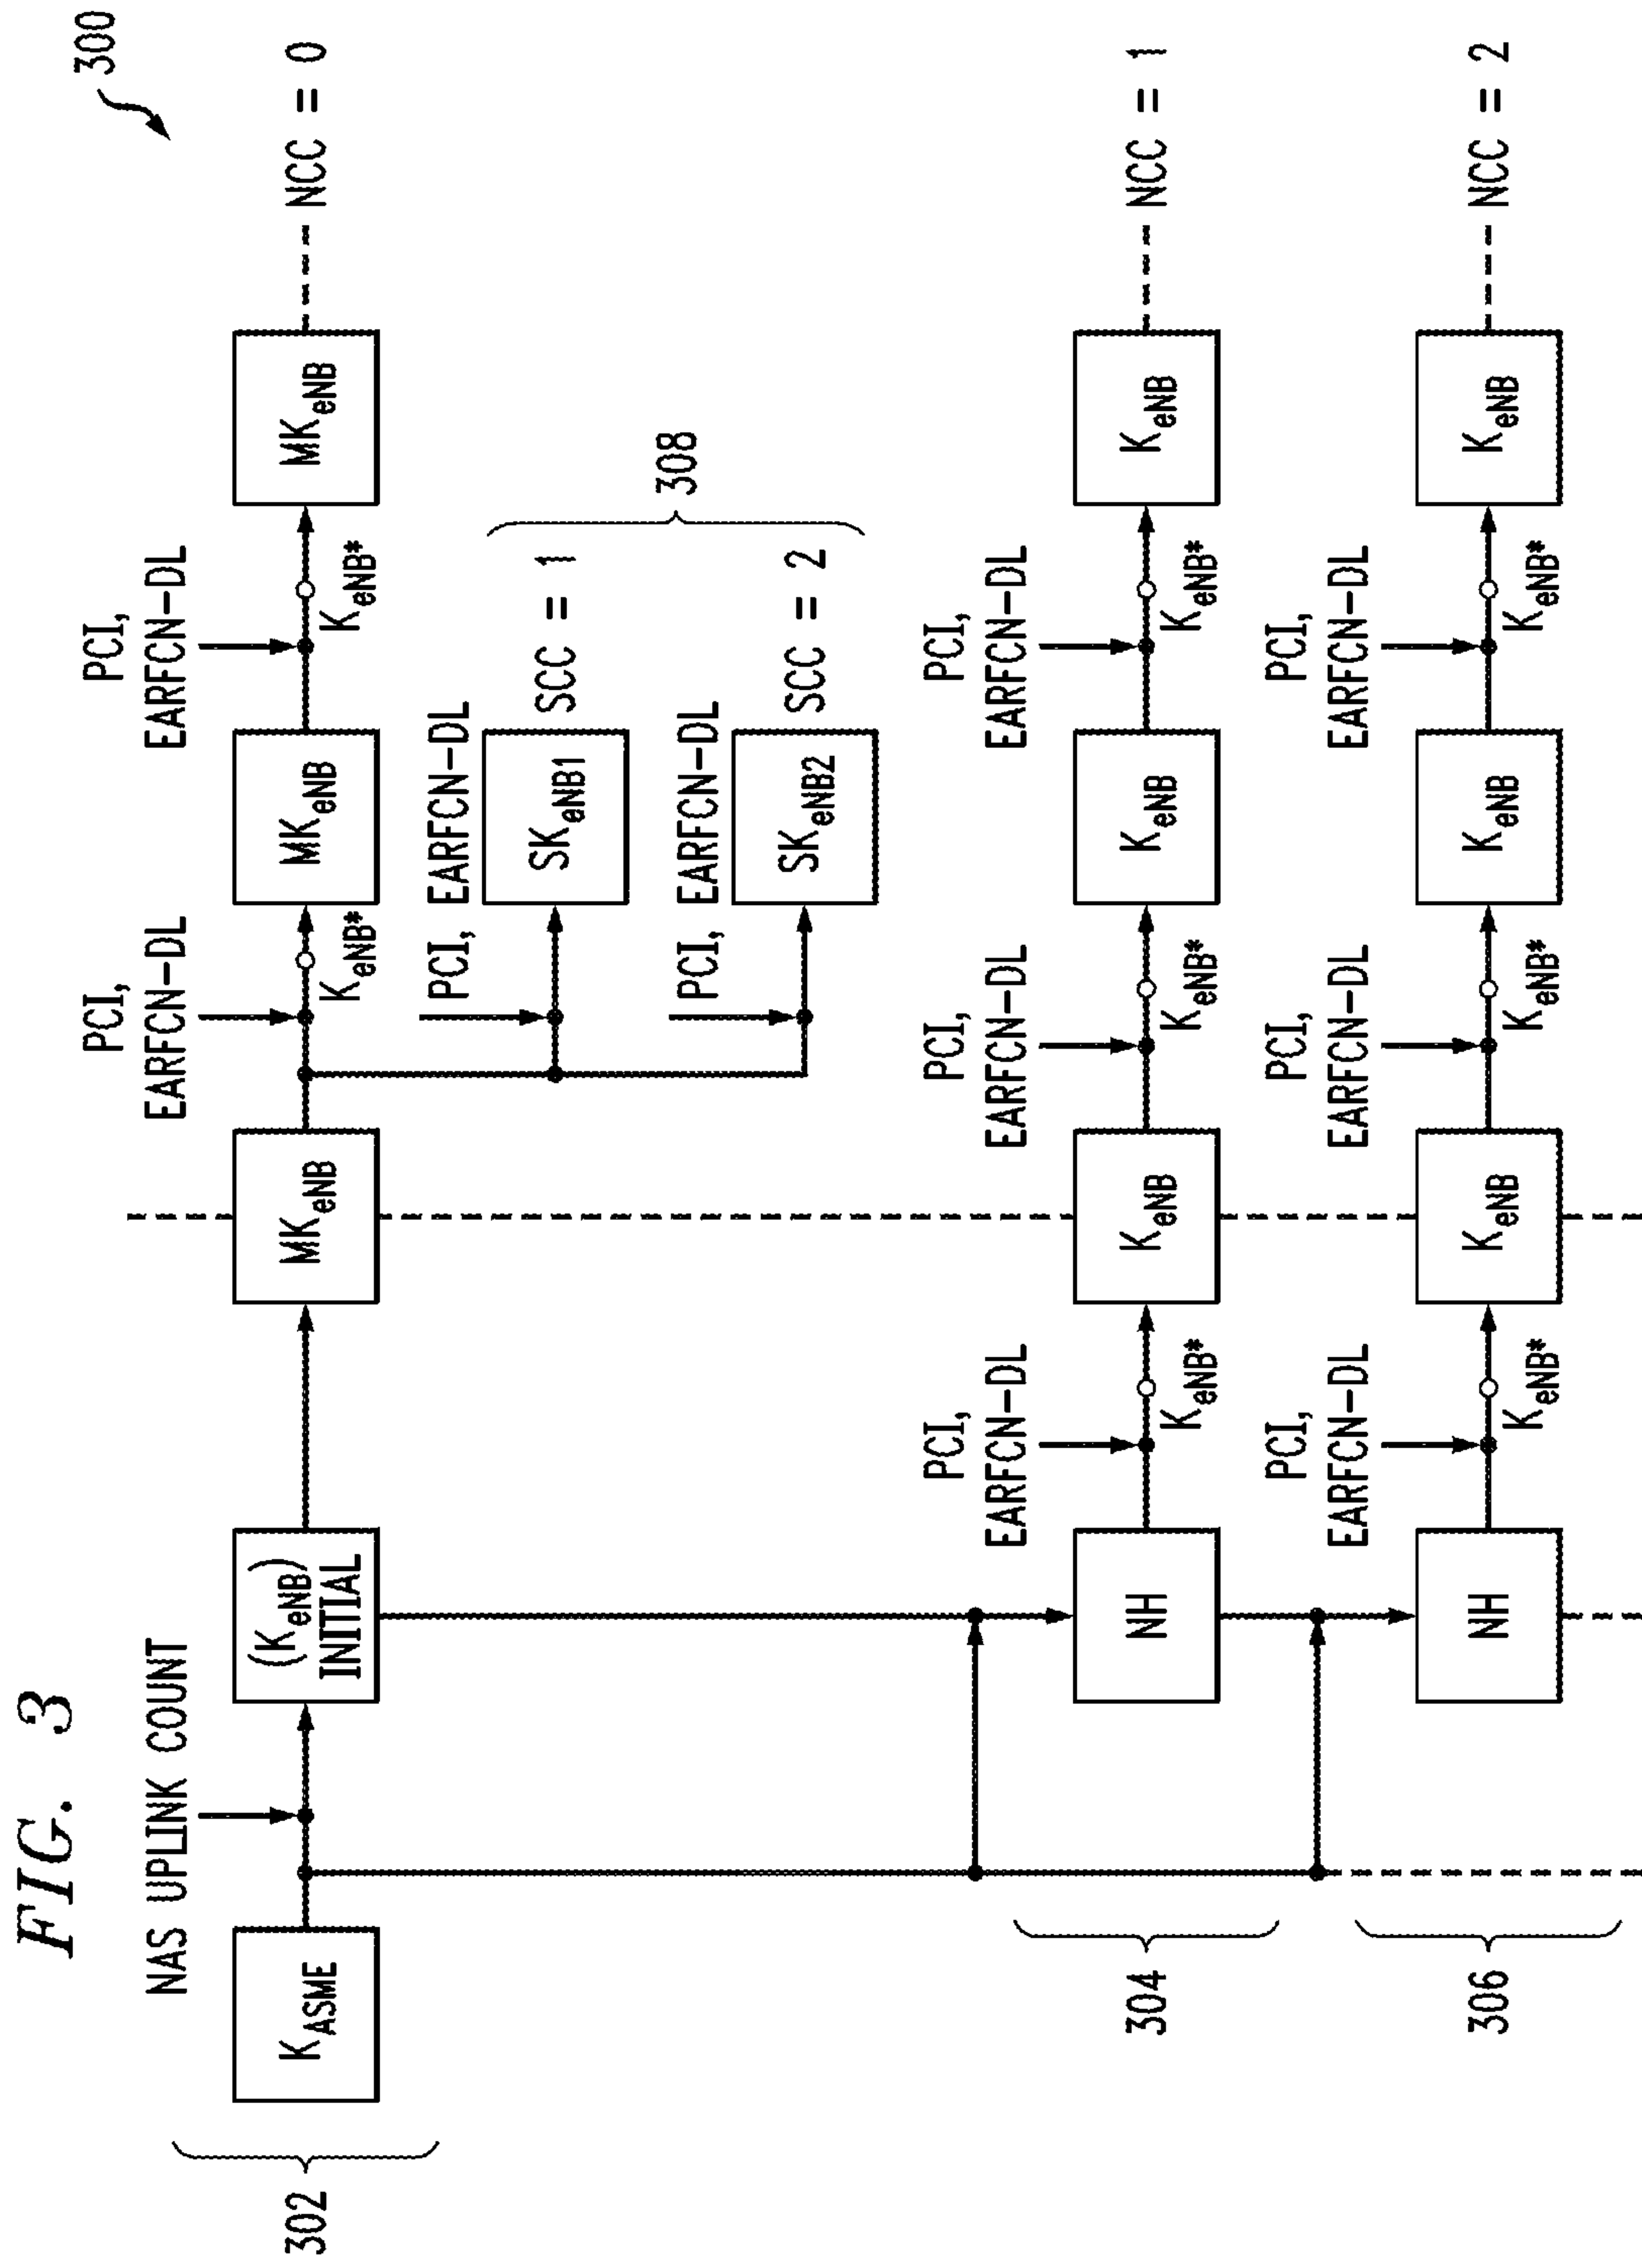 FIG. 3
300
NAS UPLINK COUNT
PCI,
EARFCN-DL
PCI,
EARFCN-DL
302
K_ASME
(K_eNB)
INITIAL
MK_eNB
K_eNB*
MK_eNB
K_eNB*
MK_eNB
NCC = 0
PCI, EARFCN-DL
SK_eNB1
SCC = 1
PCI, EARFCN-DL
SK_eNB2
SCC = 2
308
PCI,
EARFCN-DL
PCI,
EARFCN-DL
PCI,
EARFCN-DL
304
NH
K_eNB*
K_eNB
K_eNB*
K_eNB
K_eNB*
K_eNB
NCC = 1
PCI,
EARFCN-DL
PCI,
EARFCN-DL
PCI,
EARFCN-DL
306
NH
K_eNB*
K_eNB
K_eNB*
K_eNB
K_eNB*
K_eNB
NCC = 2